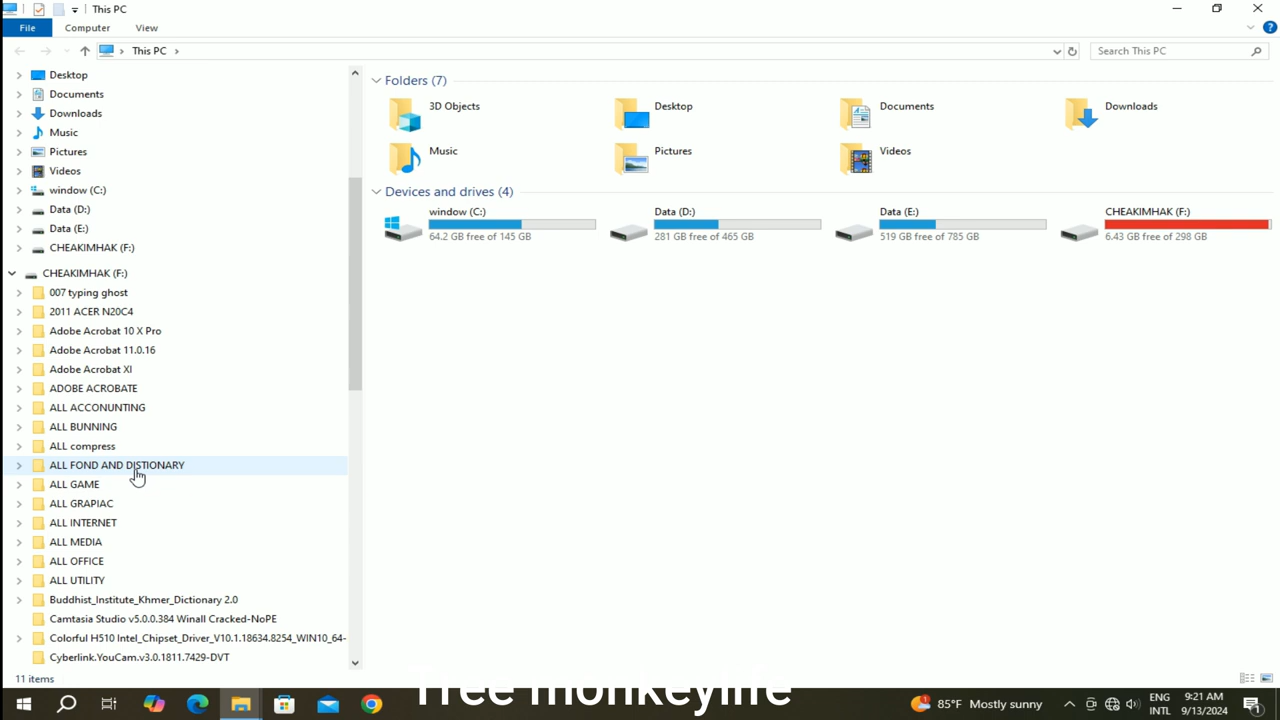 This PC
File
Computer
View
This PC
Search This PC
Desktop
Documents
Downloads
Music
Pictures
Videos
window (C:)
Data (D:)
Data (E:)
CHEAKIMHAK (F:)
CHEAKIMHAK (F:)
007 typing ghost
2011 ACER N20C4
Adobe Acrobat 10 X Pro
Adobe Acrobat 11.0.16
Adobe Acrobat XI
ADOBE ACROBATE
ALL ACCONUNTING
ALL BUNNING
ALL compress
ALL FOND AND DISTIONARY
ALL GAME
ALL GRAPIAC
ALL INTERNET
ALL MEDIA
ALL OFFICE
ALL UTILITY
Buddhist_Institute_Khmer_Dictionary 2.0
Camtasia Studio v5.0.0.384 Winall Cracked-NoPE
Colorful H510 Intel_Chipset_Driver_V10.1.18634.8254_WIN10_64-
Cyberlink.YouCam.v3.0.1811.7429-DVT
Folders (7)
3D Objects
Desktop
Documents
Downloads
Music
Pictures
Videos
Devices and drives (4)
window (C:)
64.2 GB free of 145 GB
Data (D:)
281 GB free of 465 GB
Data (E:)
519 GB free of 785 GB
CHEAKIMHAK (F:)
6.43 GB free of 298 GB
11 items
Free monkeylife
85°F Mostly sunny
ENG
INTL
9:21 AM
9/13/2024